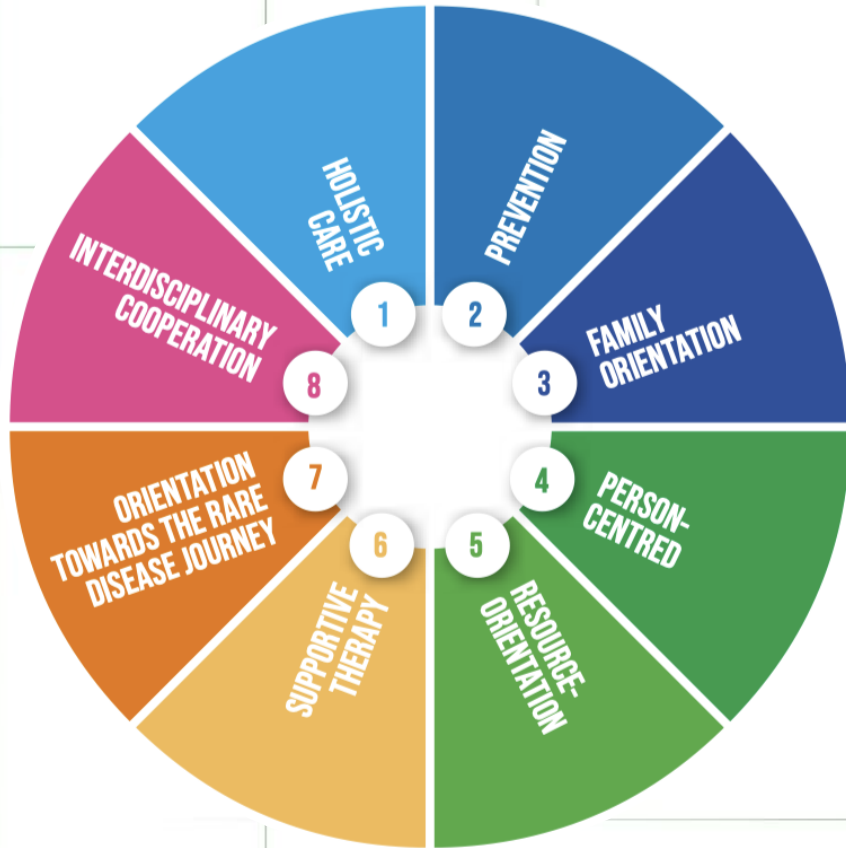 HOLISTIC
CARE
1
PREVENTION
2
FAMILY
ORIENTATION
3
PERSON-
CENTRED
4
RESOURCE-
ORIENTATION
5
SUPPORTIVE
THERAPY
6
ORIENTATION
TOWARDS THE RARE
DISEASE JOURNEY
7
INTERDISCIPLINARY
COOPERATION
8